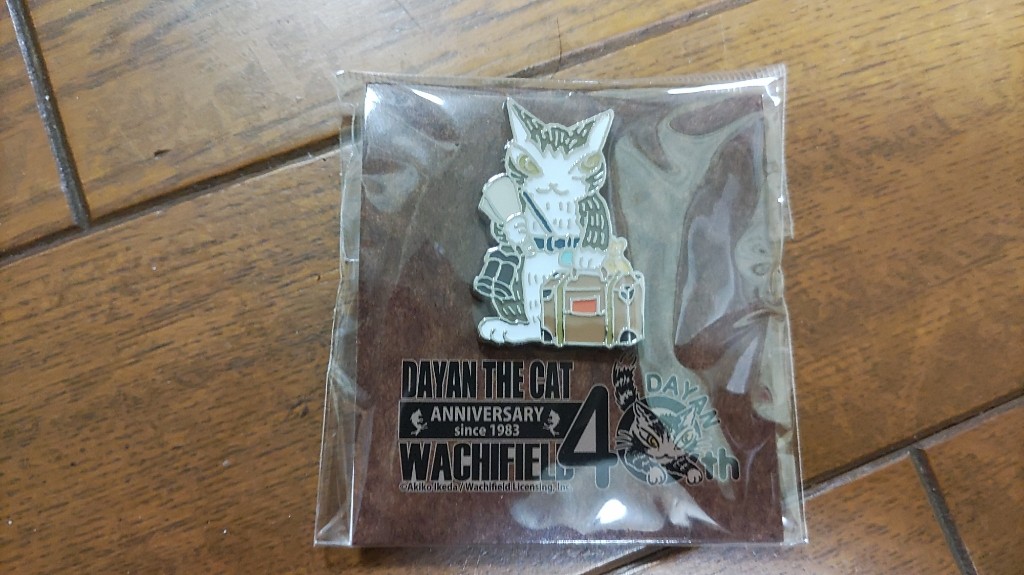 DAYAN THE CAT
ANNIVERSARY
since 1983
WACHIFIELD
40th
DAYAN
©Akiko Ikeda / Wachifield Licensing, Inc.